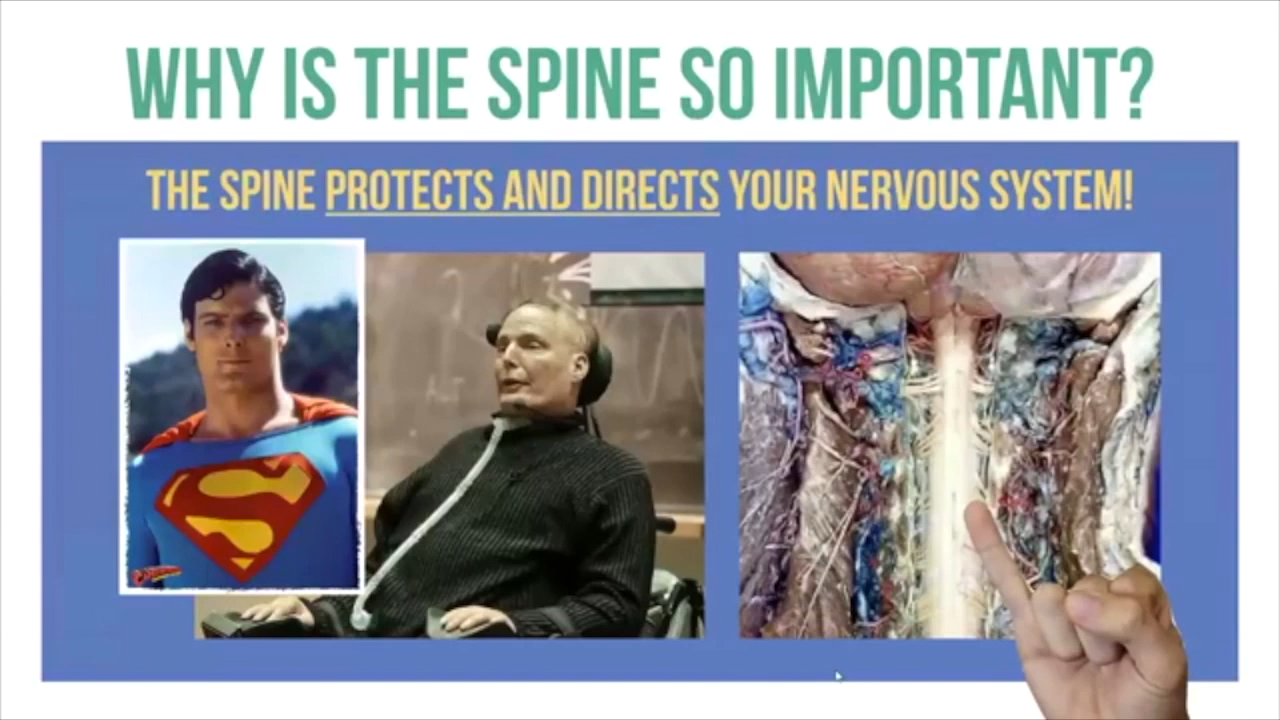 WHY IS THE SPINE SO IMPORTANT?
THE SPINE PROTECTS AND DIRECTS YOUR NERVOUS SYSTEM!